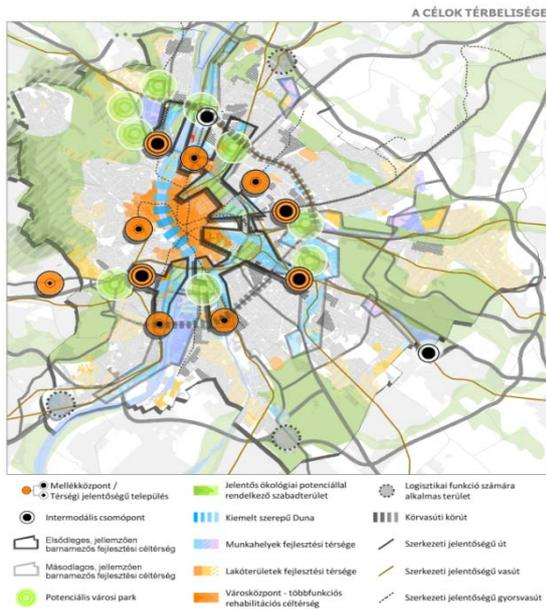 A CÉLOK TÉRBELISÉGE
Mellékközpont /
Térségi jelentőségű település
Intermodális csomópont
Elsődleges, jellemzően
barnamezős fejlesztési céltérség
Másodlagos, jellemzően
barnamezős fejlesztési céltérség
Potenciális városi park
Jelentős ökológiai potenciállal
rendelkező szabadterület
Kiemelt szerepű Duna
Munkahelyek fejlesztési térsége
Lakóterületek fejlesztési térsége
Városközpont - többfunkciós
rehabilitációs céltérség
Logisztikai funkció számára
alkalmas terület
Körvasúti körút
Szerkezeti jelentőségű út
Szerkezeti jelentőségű vasút
Szerkezeti jelentőségű gyorsvasút